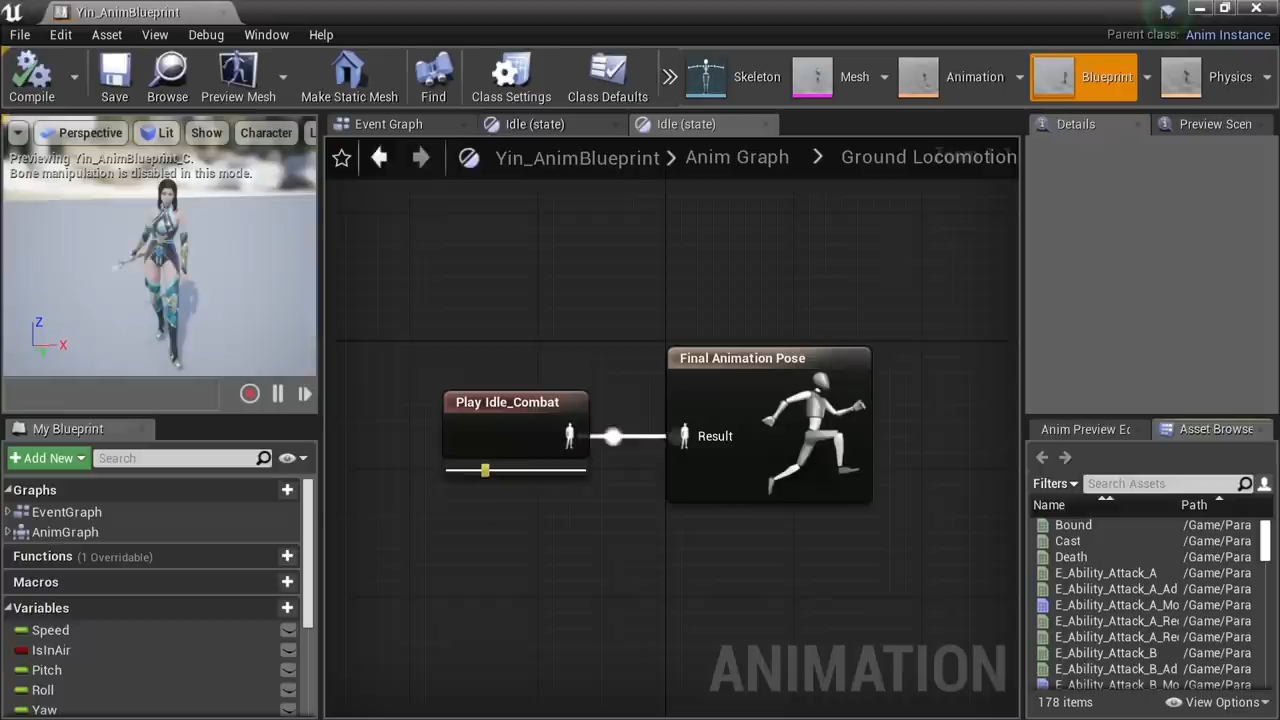 Yin_AnimBlueprint
File Edit Asset View Debug Window Help
Parent class: Anim Instance
Compile Save Browse Preview Mesh Make Static Mesh Find Class Settings Class Defaults Skeleton Mesh Animation Blueprint Physics
Perspective Lit Show Character L
Previewing Yin_AnimBlueprint_C.
Bone manipulation is disabled in this mode.
Z
X
Event Graph Idle (state) Idle (state)
Yin_AnimBlueprint Anim Graph Ground Locomotion
Play Idle_Combat
Final Animation Pose
Result
ANIMATION
My Blueprint
Add New Search
Graphs
EventGraph
AnimGraph
Functions (1 Overridable)
Macros
Variables
Speed
IsInAir
Pitch
Roll
Yaw
Details Preview Scen
Anim Preview Ec Asset Browse
Filters Search Assets
Name Path
Bound /Game/Para
Cast /Game/Para
Death /Game/Para
E_Ability_Attack_A /Game/Para
E_Ability_Attack_A_Ad /Game/Para
E_Ability_Attack_A_Mo /Game/Para
E_Ability_Attack_A_Rec /Game/Para
E_Ability_Attack_A_Rec /Game/Para
E_Ability_Attack_B /Game/Para
E_Ability_Attack_B_Ad /Game/Para
E_Ability_Attack_B_Mo /Game/Para
178 items View Options